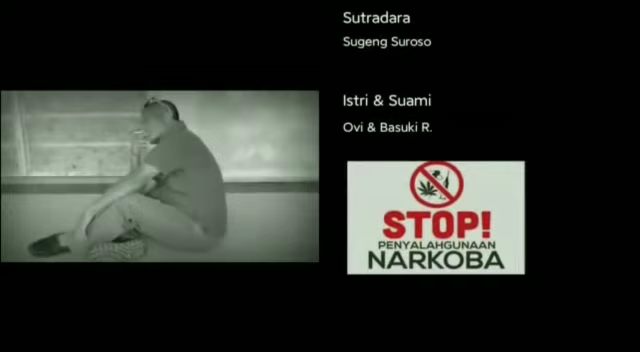 Sutradara
Sugeng Suroso
Istri & Suami
Ovi & Basuki R.
STOP!
PENYALAHGUNAAN
NARKOBA